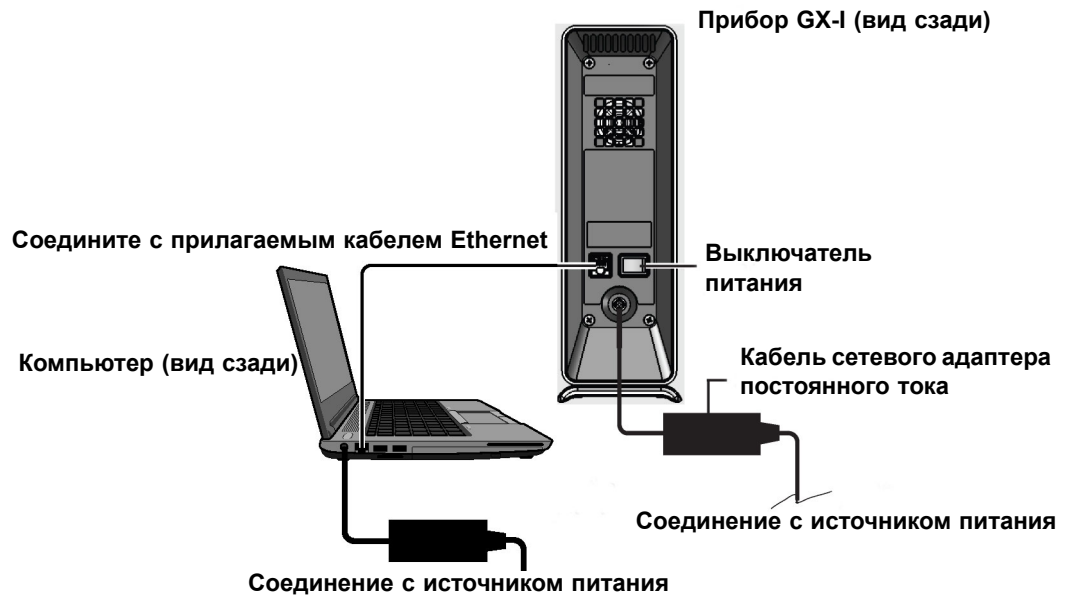 Прибор GX-I (вид сзади)
Соедините с прилагаемым кабелем Ethernet
Выключатель
питания
Компьютер (вид сзади)
Кабель сетевого адаптера
постоянного тока
Соединение с источником питания
Соединение с источником питания